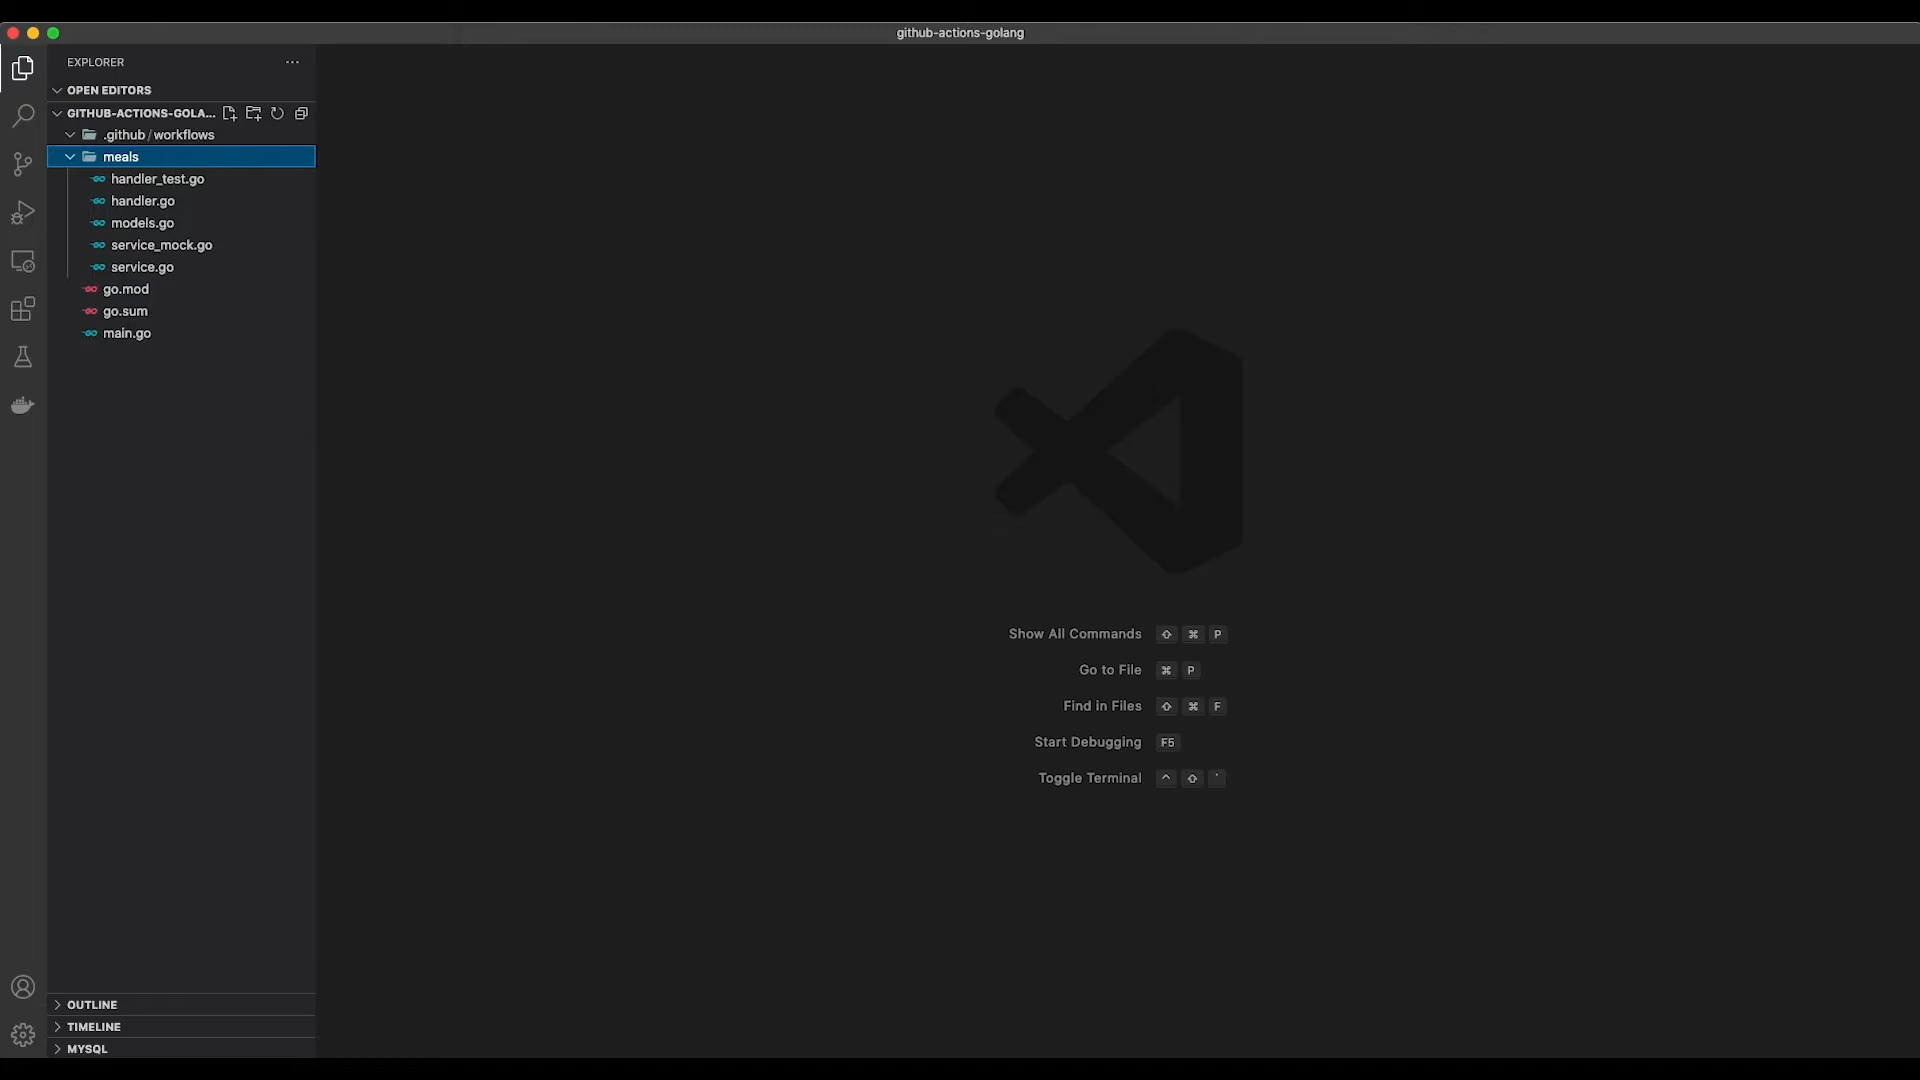 github-actions-golang
EXPLORER
OPEN EDITORS
GITHUB-ACTIONS-GOLA...
.github / workflows
meals
handler_test.go
handler.go
models.go
service_mock.go
service.go
go.mod
go.sum
main.go
Show All Commands ⇧ ⌘ P
Go to File ⌘ P
Find in Files ⇧ ⌘ F
Start Debugging F5
Toggle Terminal ^ ⇧ `
OUTLINE
TIMELINE
MYSQL